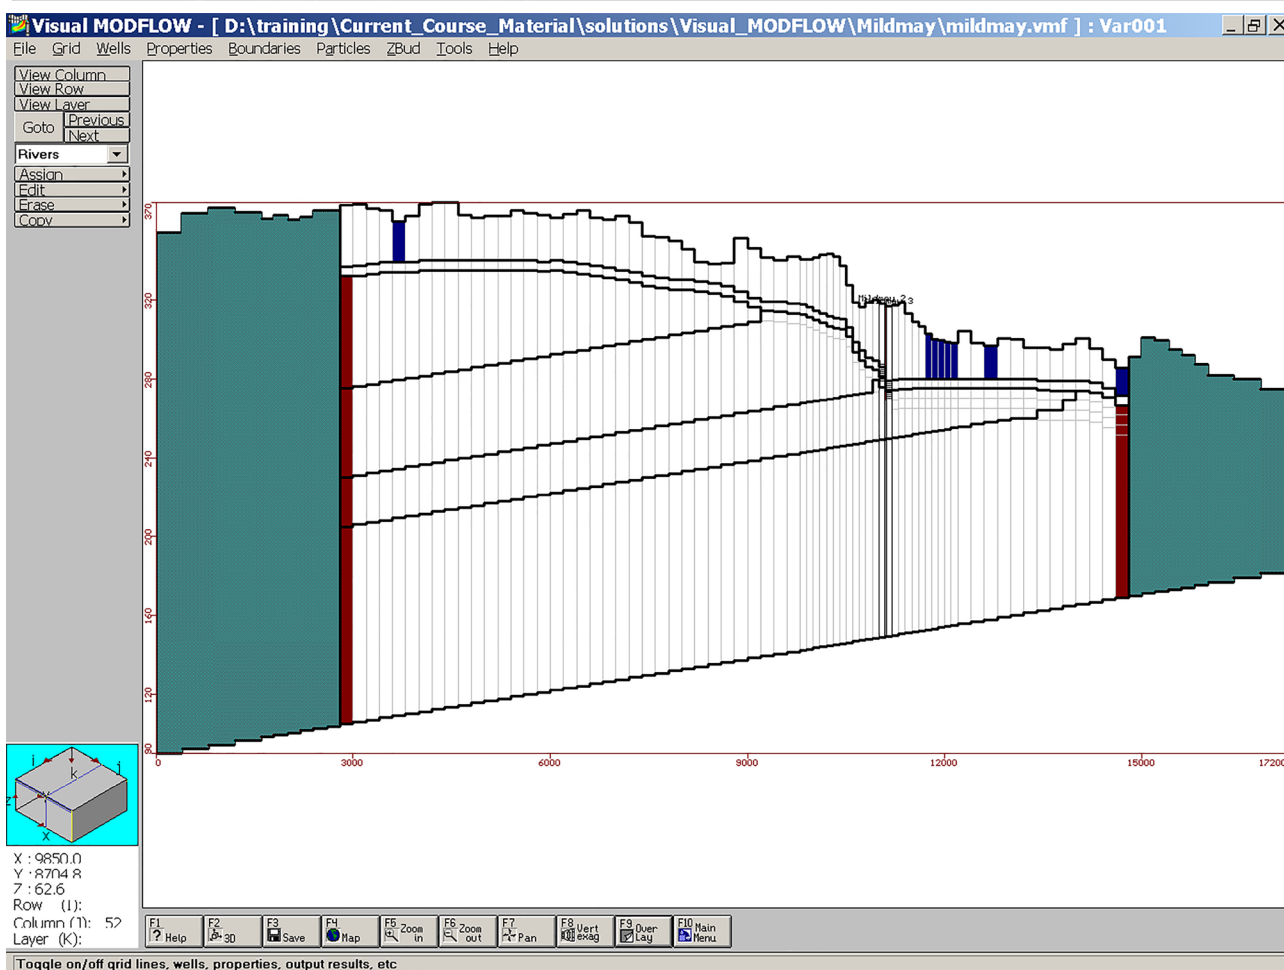 Visual MODFLOW - [ D:\training\Current_Course_Material\solutions\Visual_MODFLOW\Mildmay\mildmay.vmf ] : Var001
File Grid Wells Properties Boundaries Particles ZBud Tools Help
View Column
View Row
View Layer
Goto Previous
Next
Rivers
Assign
Edit
Erase
Copy
370
320
280
240
200
160
120
90
0 3000 6000 9000 12000 15000 17200
i j
k
Z Y
X
X : 9850.0
Y : 8704.8
Z : 62.6
Row (I):
Column (J): 52
Layer (K):
F1 Help F2 3D F3 Save F4 Map F5 Zoom in F6 Zoom out F7 Pan F8 Vert exag F9 Over Lay F10 Main Menu
Toggle on/off grid lines, wells, properties, output results, etc